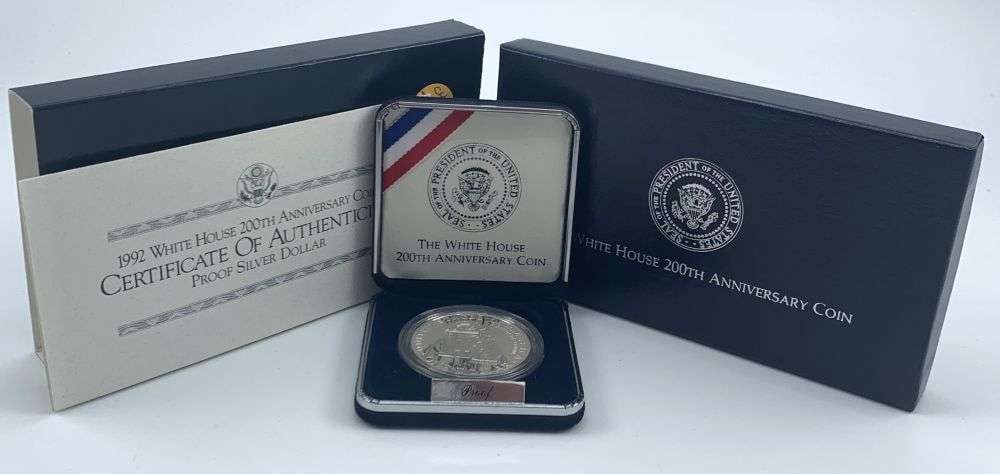 1992 WHITE HOUSE 200TH ANNIVERSARY COI
CERTIFICATE OF AUTHENTICI
PROOF SILVER DOLLAR
SEAL OF THE PRESIDENT OF THE UNITED STATES
THE WHITE HOUSE
200TH ANNIVERSARY COIN
Proof
SEAL OF THE PRESIDENT OF THE UNITED STATES
WHITE HOUSE 200TH ANNIVERSARY COIN